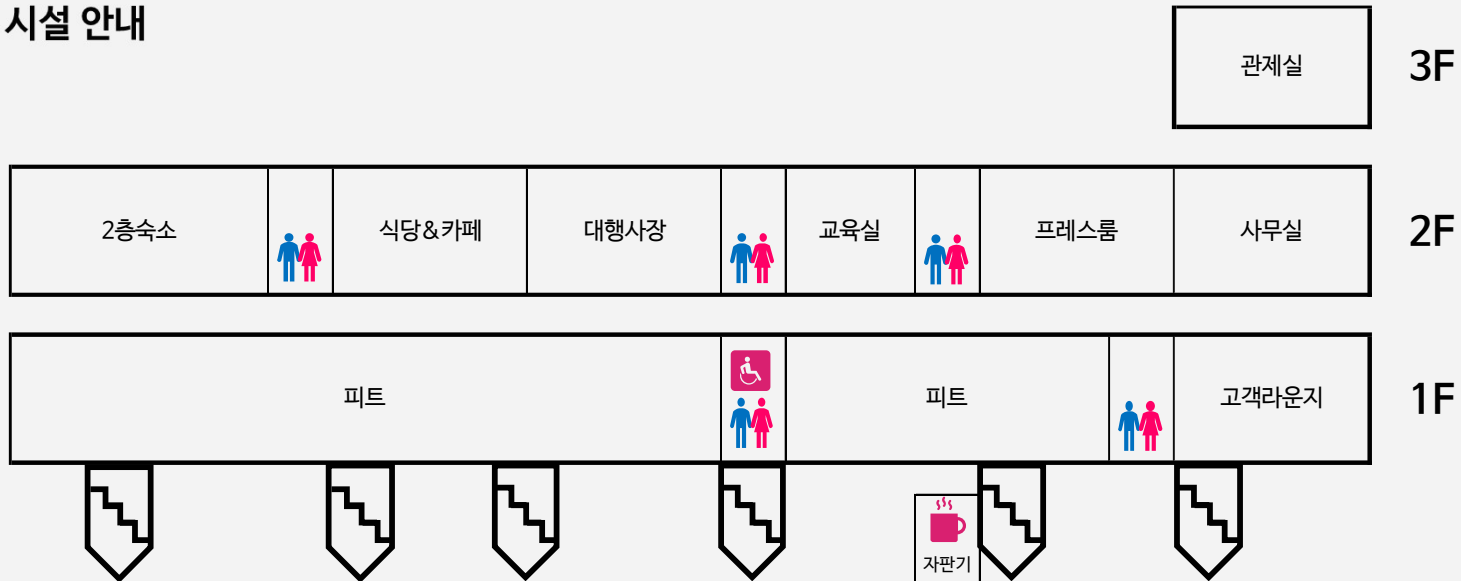 시설 안내
관제실
3F
2층숙소
식당&카페
대행사장
교육실
프레스룸
사무실
2F
피트
피트
고객라운지
1F
자판기